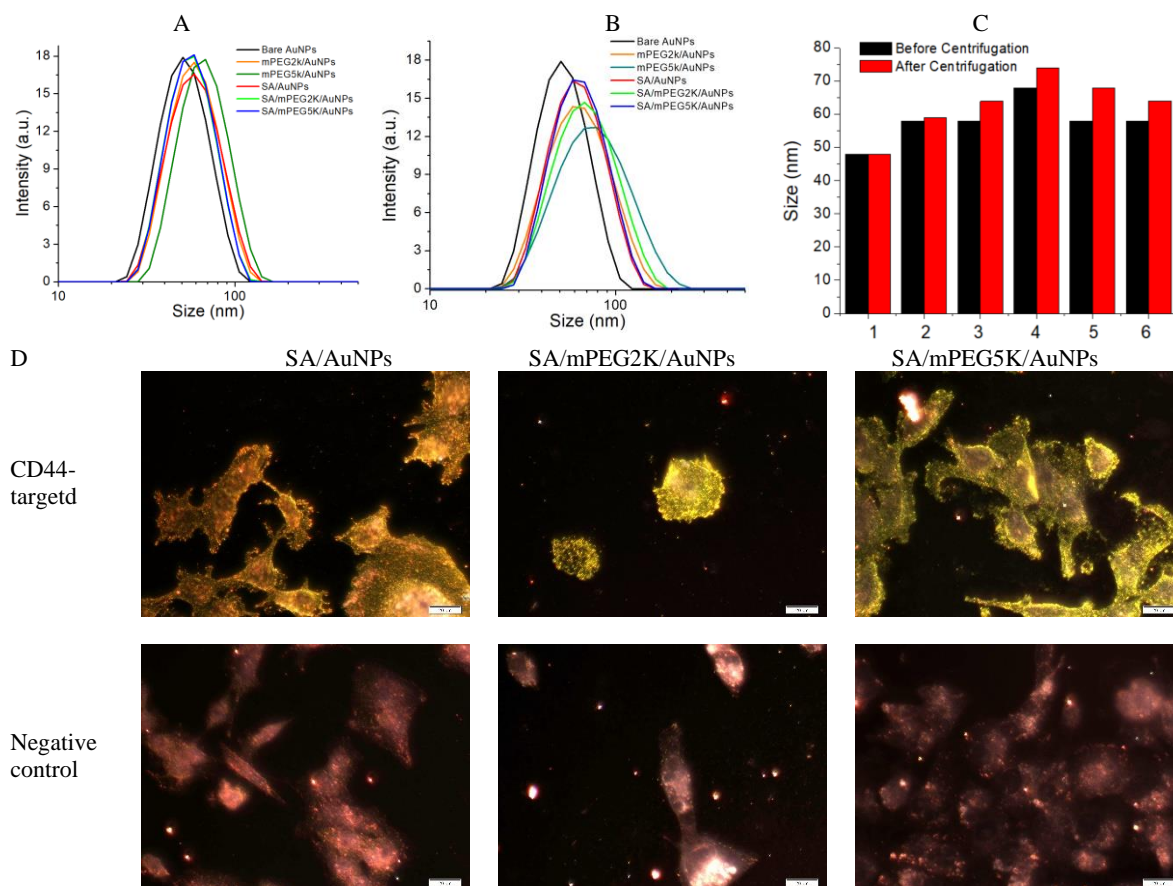 A
Intensity (a.u.)
18
15
12
9
6
3
0
Bare AuNPs
mPEG2k/AuNPs
mPEG5k/AuNPs
SA/AuNPs
SA/mPEG2K/AuNPs
SA/mPEG5K/AuNPs
10
100
Size (nm)
B
Intensity (a.u.)
18
15
12
9
6
3
0
Bare AuNPs
mPEG2k/AuNPs
mPEG5k/AuNPs
SA/AuNPs
SA/mPEG2K/AuNPs
SA/mPEG5K/AuNPs
10
100
Size (nm)
C
Size (nm)
80
70
60
50
40
30
20
10
0
Before Centrifugation
After Centrifugation
1 2 3 4 5 6
D
SA/AuNPs
SA/mPEG2K/AuNPs
SA/mPEG5K/AuNPs
CD44-
targetd
Negative
control